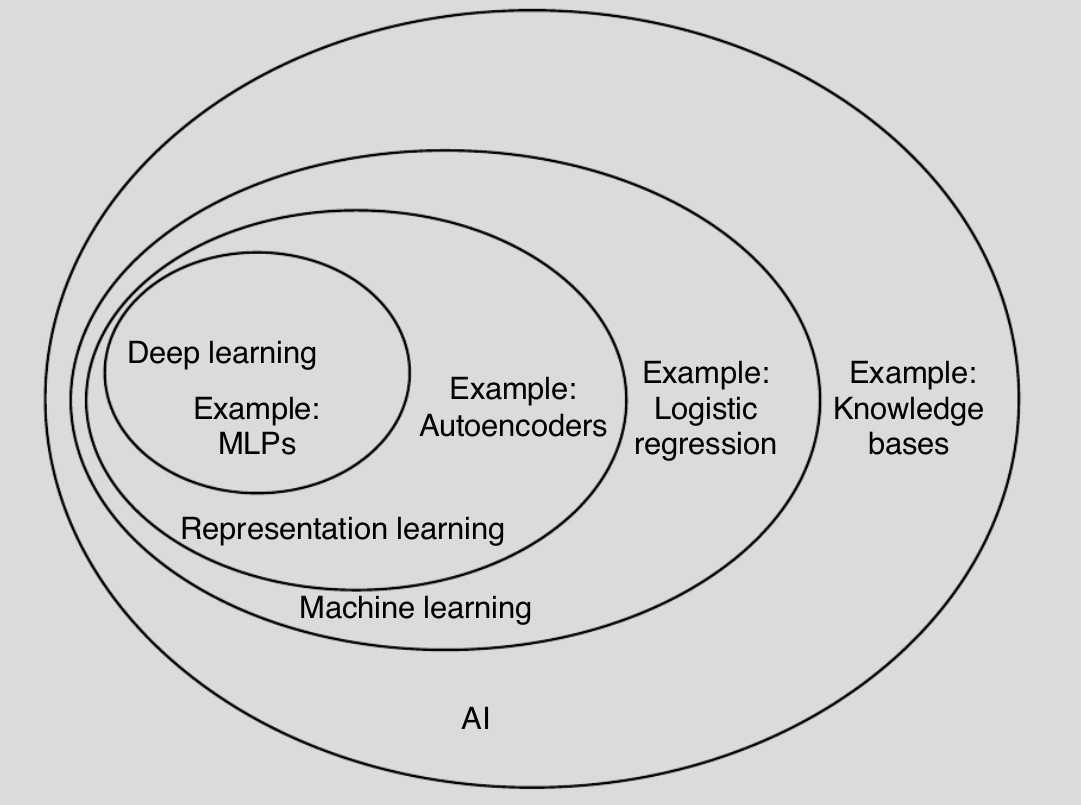 Deep learning
Example:
MLPs
Example:
Autoencoders
Example:
Logistic
regression
Example:
Knowledge
bases
Representation learning
Machine learning
AI